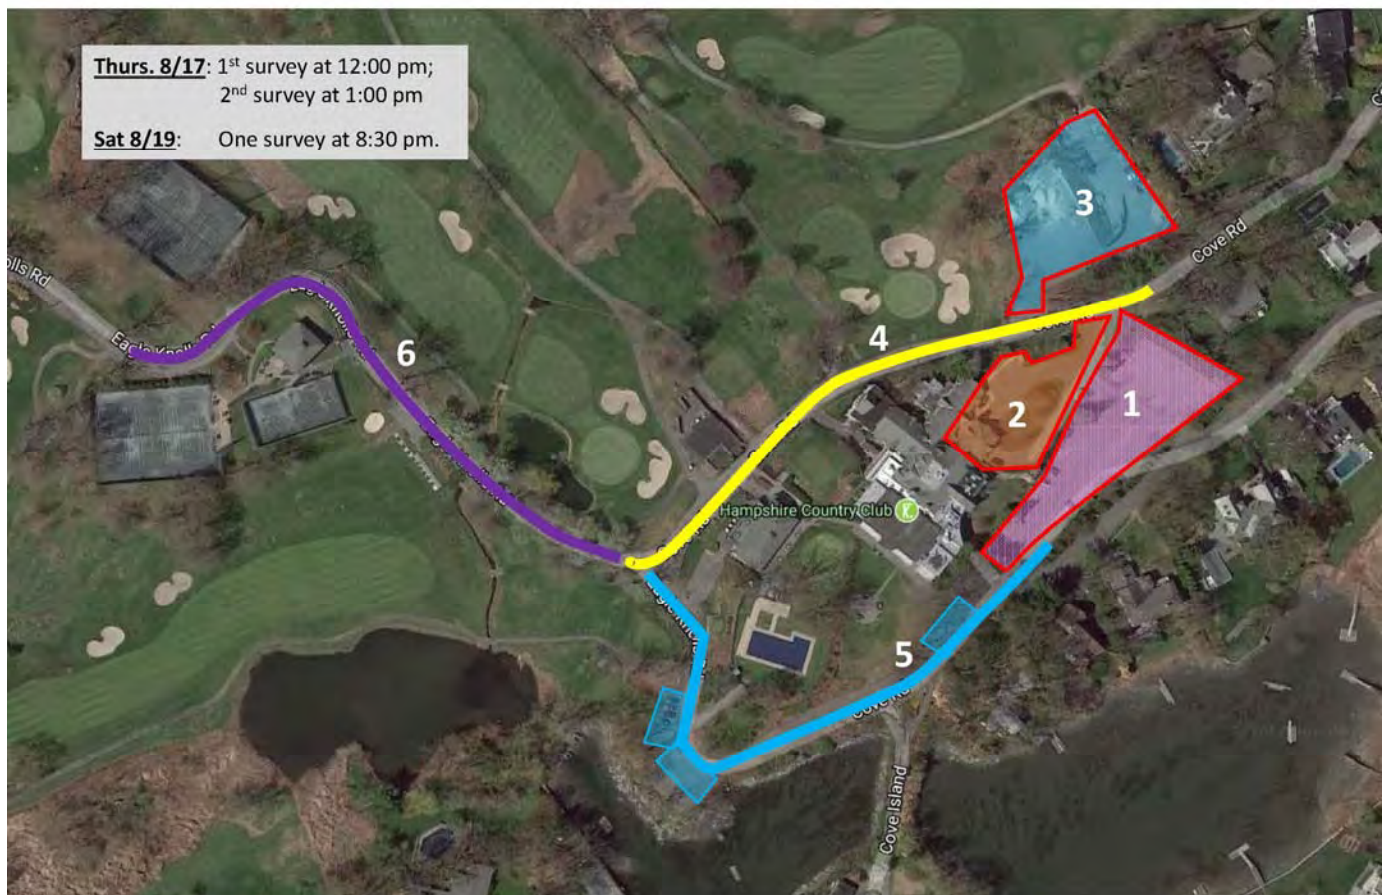 Thurs. 8/17: 1st survey at 12:00 pm;
2nd survey at 1:00 pm
Sat 8/19: One survey at 8:30 pm.
3
Cove Rd
olls Rd
4
6
2
1
Hampshire Country Club
5
Cove Rd
Cove Island